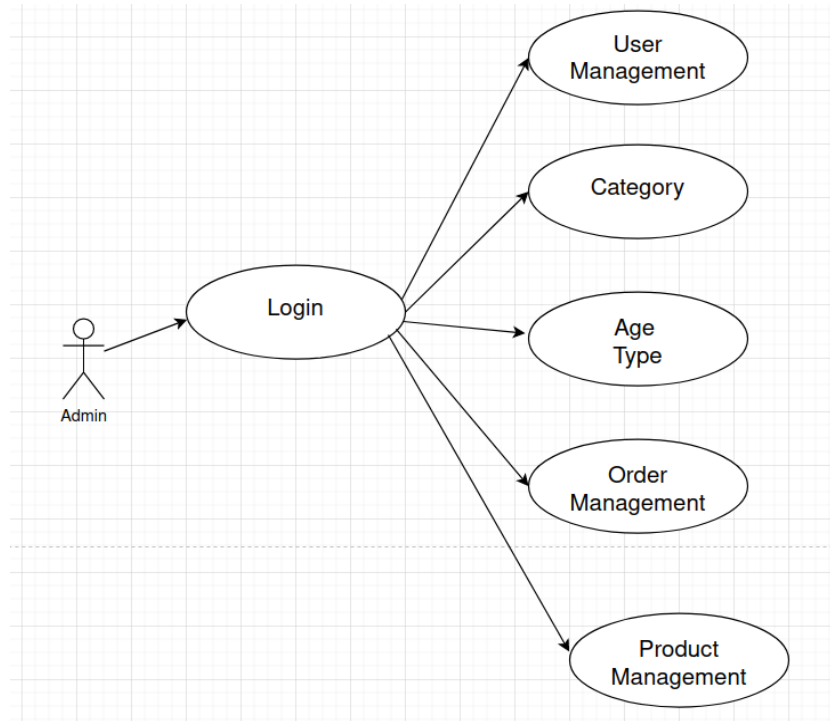 User
Management
Category
Login
Age
Type
Admin
Order
Management
Product
Management